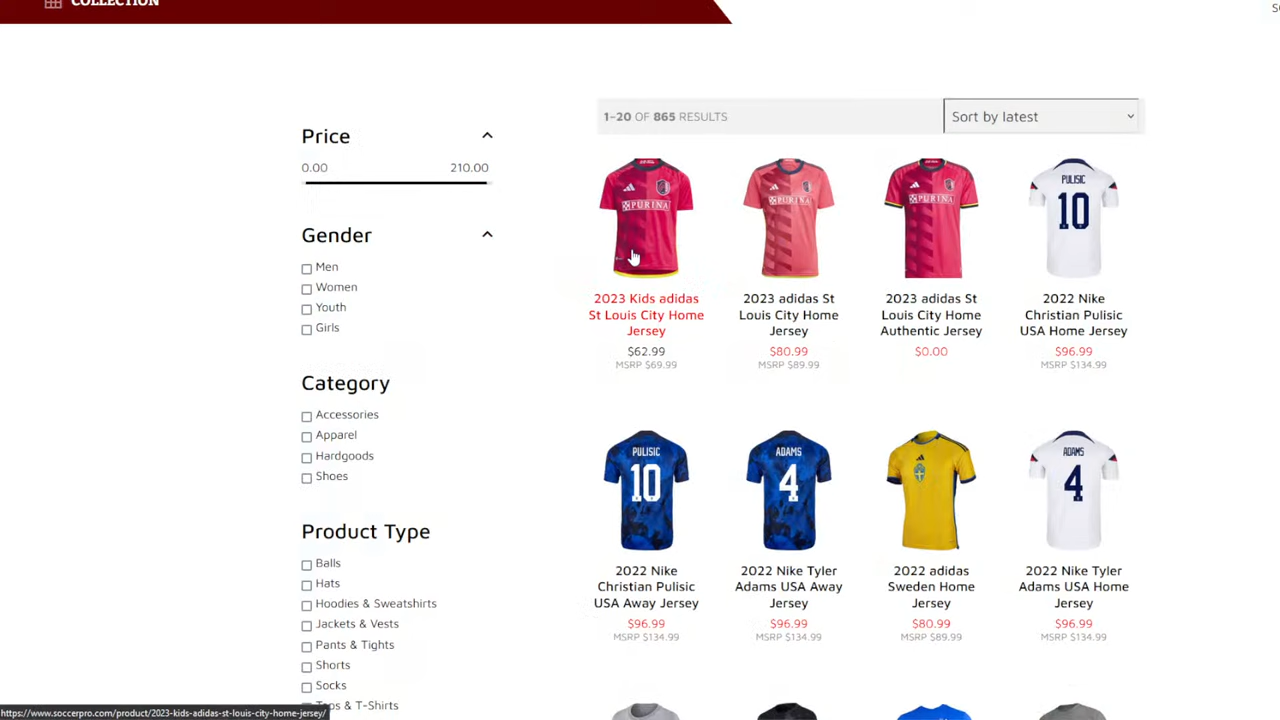 COLLECTION
1–20 OF 865 RESULTS
Sort by latest
Price
0.00 210.00
Gender
Men
Women
Youth
Girls
Category
Accessories
Apparel
Hardgoods
Shoes
Product Type
Balls
Hats
Hoodies & Sweatshirts
Jackets & Vests
Pants & Tights
Shorts
Socks
Tops & T-Shirts
PURINA
2023 Kids adidas
St Louis City Home
Jersey
$62.99
MSRP $69.99
PURINA
2023 adidas St
Louis City Home
Jersey
$80.99
MSRP $89.99
PURINA
2023 adidas St
Louis City Home
Authentic Jersey
$0.00
PULISIC
10
2022 Nike
Christian Pulisic
USA Home Jersey
$96.99
MSRP $134.99
PULISIC
10
2022 Nike
Christian Pulisic
USA Away Jersey
$96.99
MSRP $134.99
ADAMS
4
2022 Nike Tyler
Adams USA Away
Jersey
$96.99
MSRP $134.99
2022 adidas
Sweden Home
Jersey
$80.99
MSRP $89.99
ADAMS
4
2022 Nike Tyler
Adams USA Home
Jersey
$96.99
MSRP $134.99
https://www.soccerpro.com/product/2023-kids-adidas-st-louis-city-home-jersey/